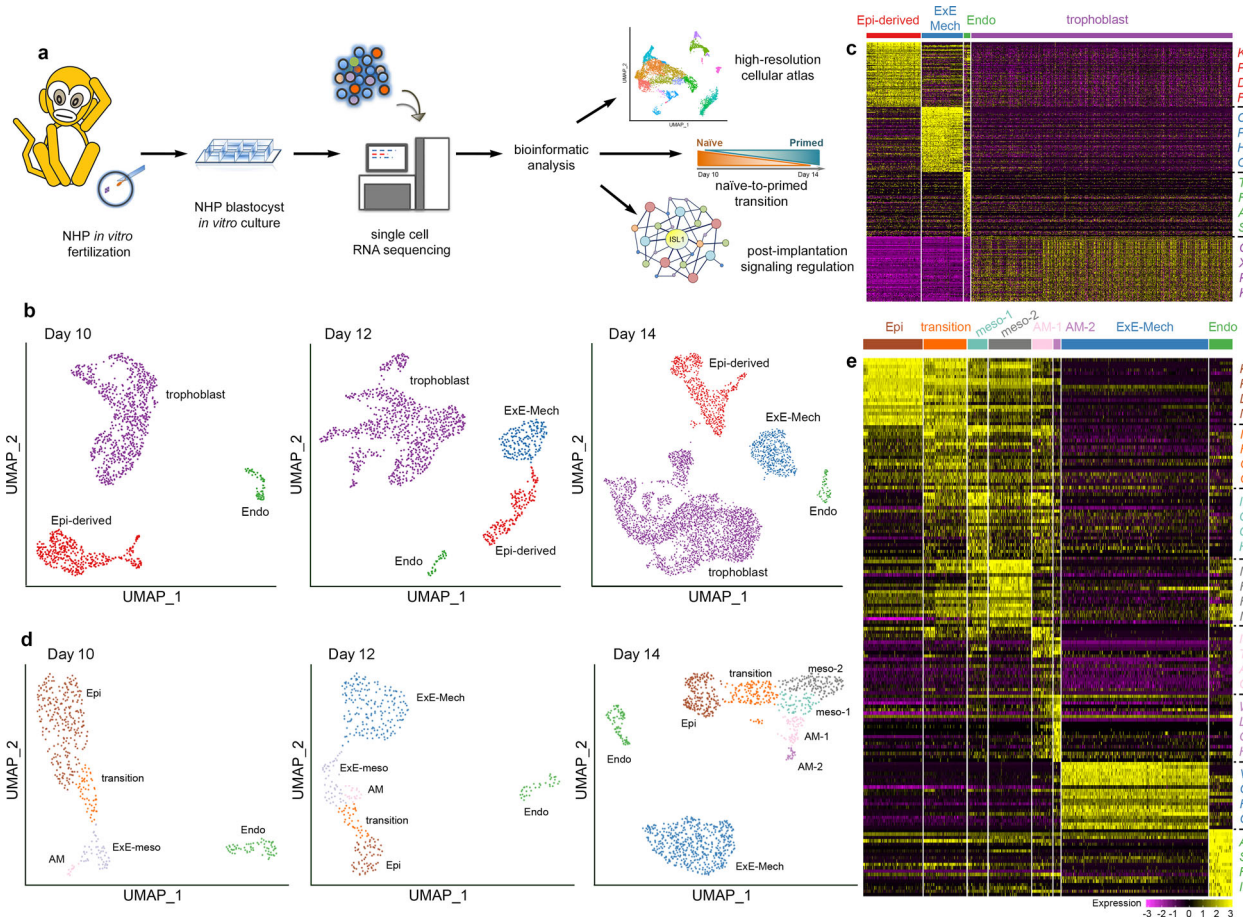 a
NHP in vitro
fertilization
NHP blastocyst
in vitro culture
single cell
RNA sequencing
bioinformatic
analysis
UMAP_2
UMAP_1
high-resolution
cellular atlas
Naïve
Primed
Day 10
Day 14
naïve-to-primed
transition
ISL1
post-implantation
signaling regulation
b
Day 10
trophoblast
Endo
Epi-derived
UMAP_2
UMAP_1
Day 12
trophoblast
ExE-Mech
Epi-derived
Endo
UMAP_2
UMAP_1
Day 14
Epi-derived
ExE-Mech
Endo
trophoblast
UMAP_2
UMAP_1
c
Epi-derived
ExE
Mech
Endo
trophoblast
d
Day 10
Epi
transition
ExE-meso
AM
Endo
UMAP_2
UMAP_1
Day 12
ExE-Mech
ExE-meso
AM
transition
Epi
Endo
UMAP_2
UMAP_1
Day 14
transition
meso-2
Epi
meso-1
AM-1
AM-2
Endo
ExE-Mech
UMAP_2
UMAP_1
e
Epi
transition
meso-1
meso-2
AM-1
AM-2
ExE-Mech
Endo
Expression
-3 -2 -1 0 1 2 3